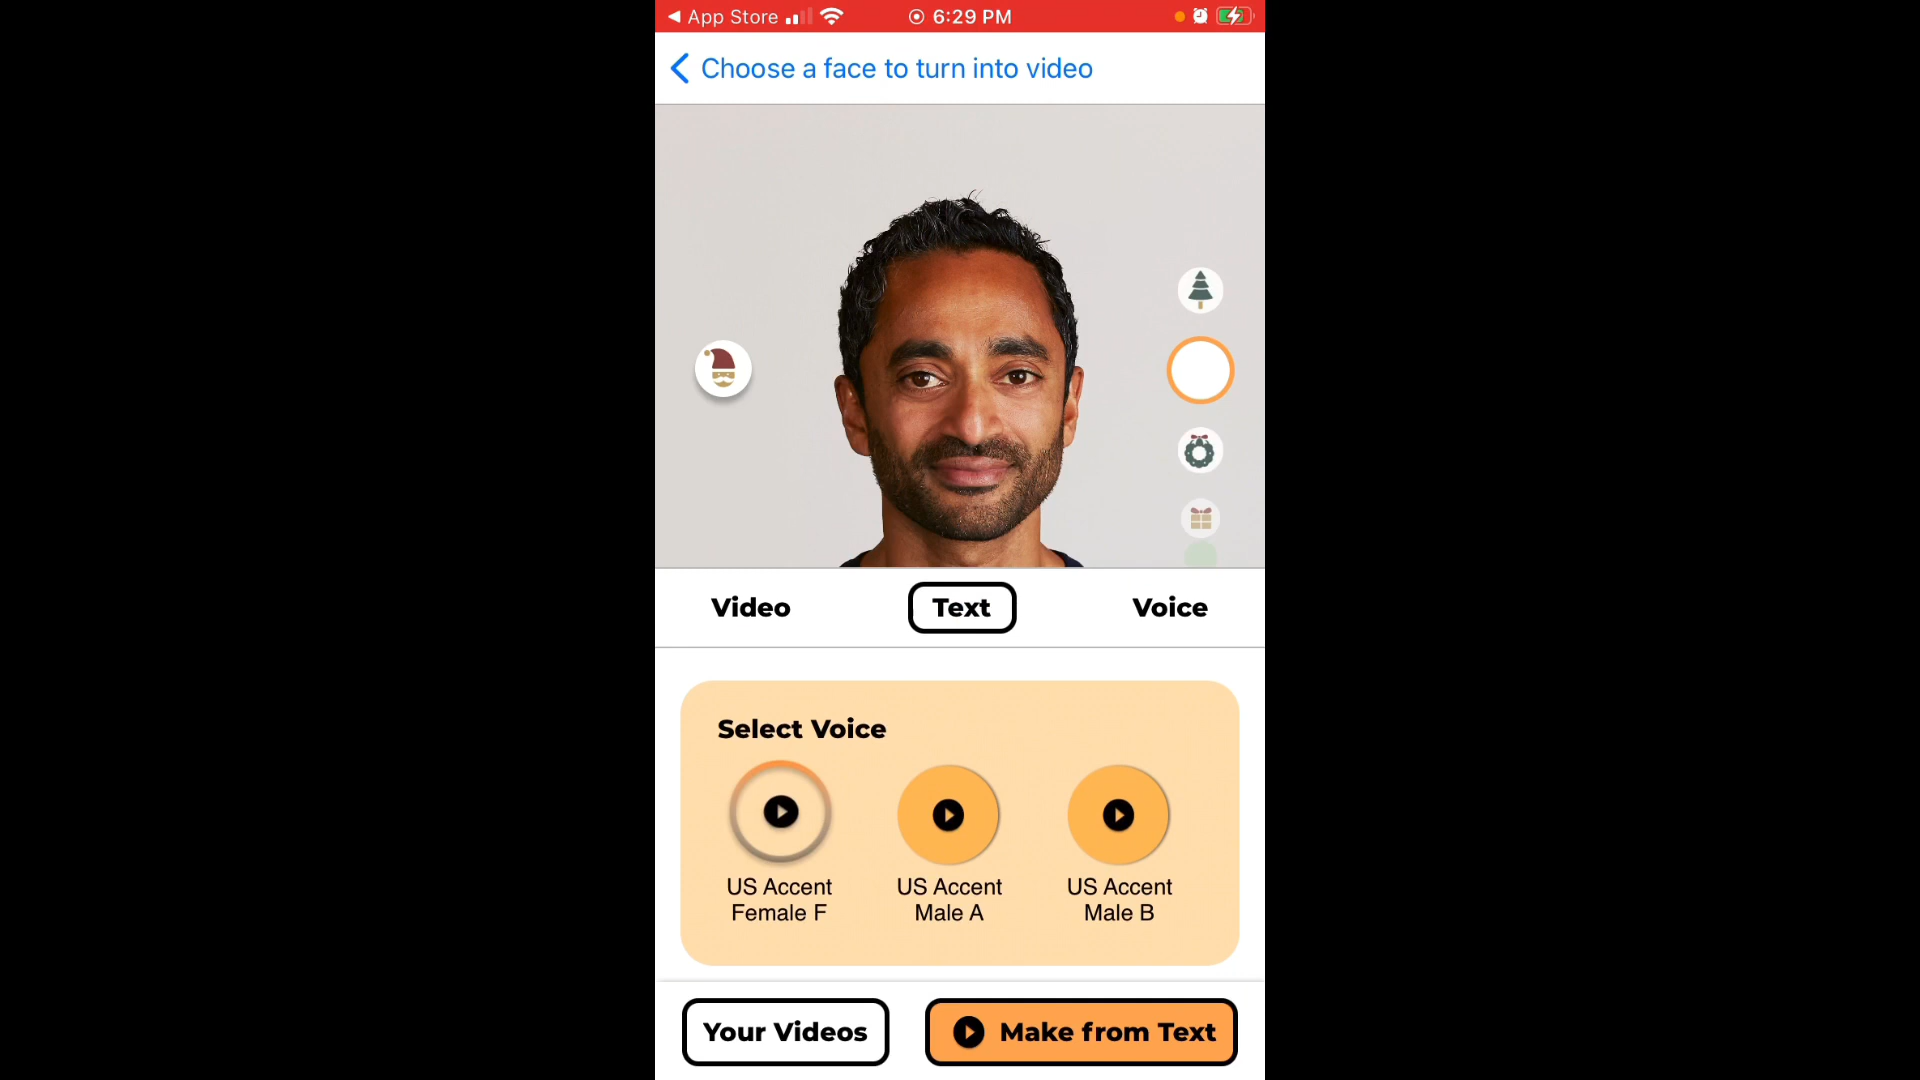 App Store 6:29 PM
Choose a face to turn into video
Video Text Voice
Select Voice
US Accent Female F
US Accent Male A
US Accent Male B
Your Videos Make from Text